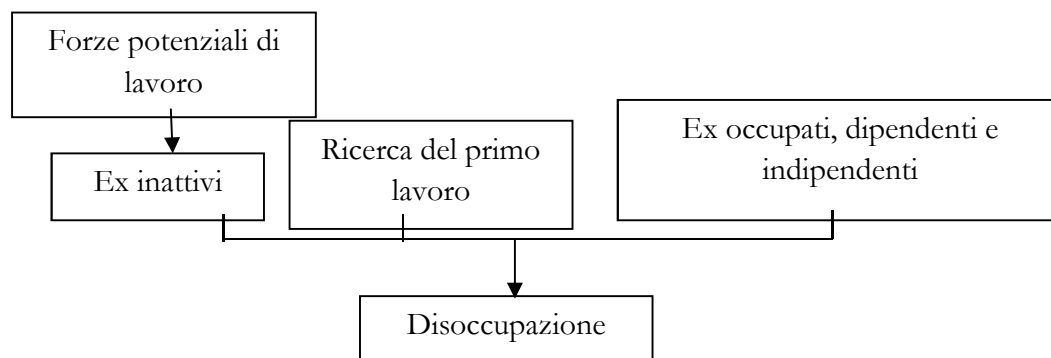 Forze potenziali di
lavoro
Ex inattivi
Ricerca del primo
lavoro
Ex occupati, dipendenti e
indipendenti
Disoccupazione